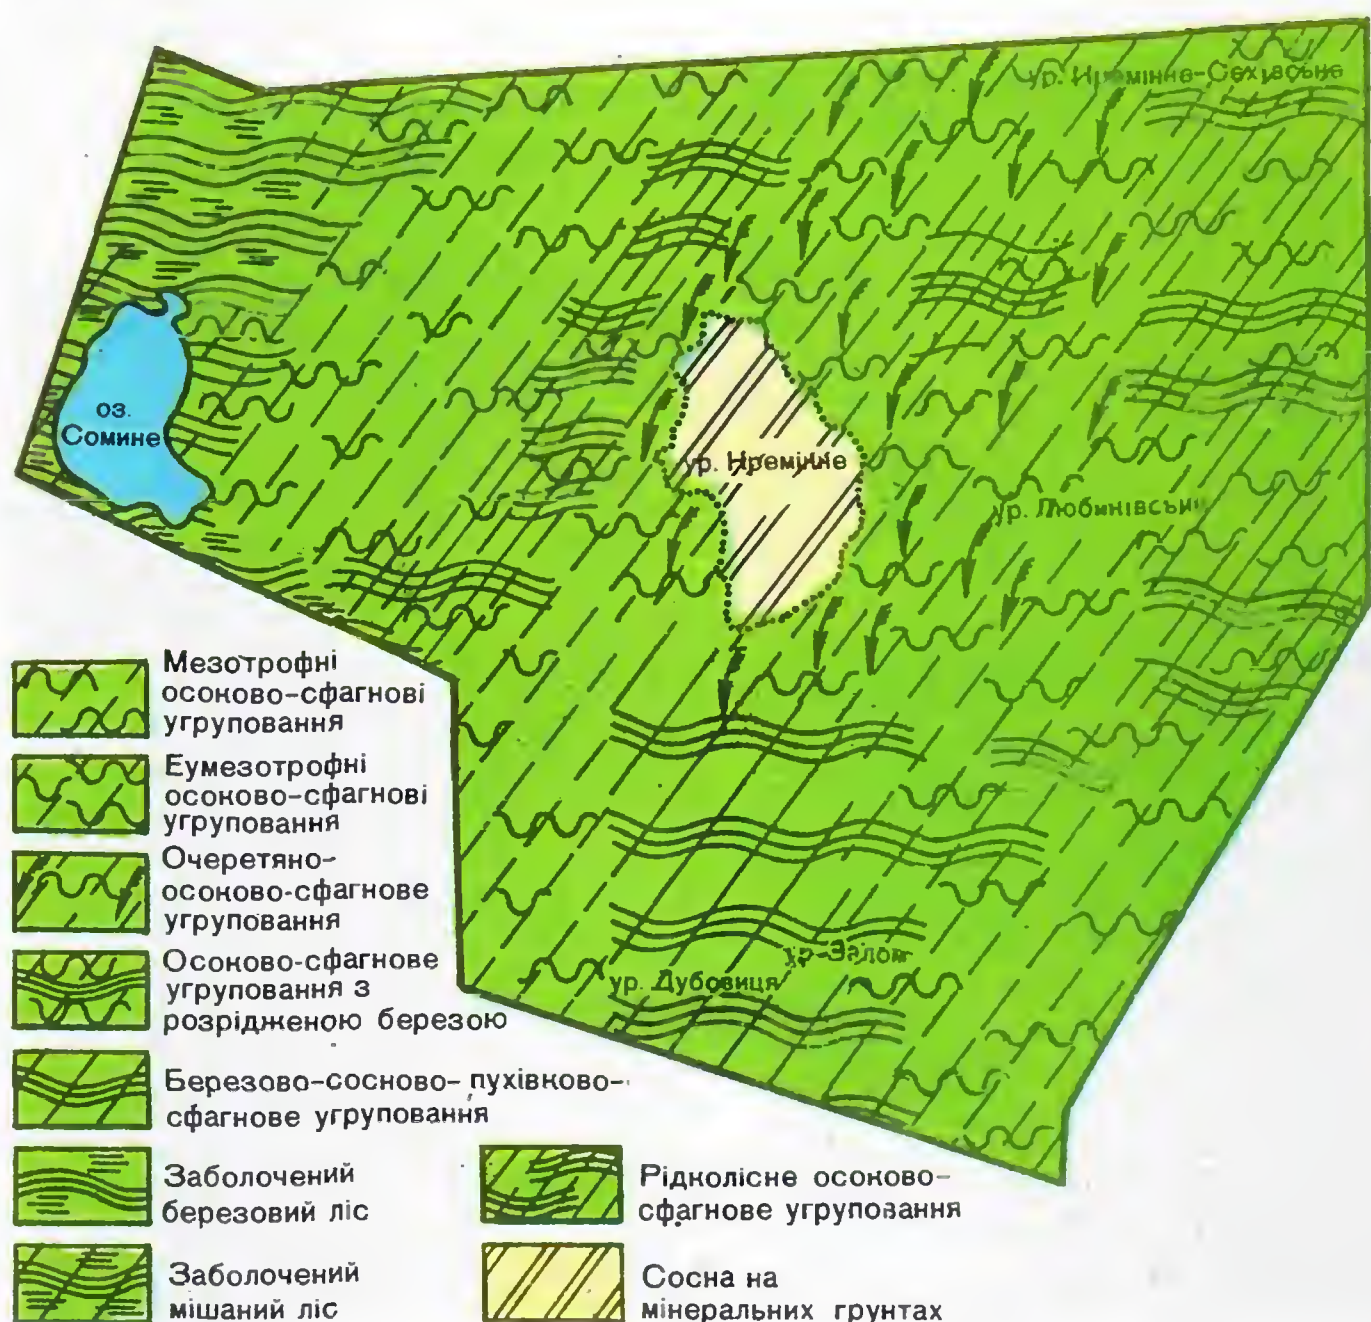 ур. Кремінне-Сехівське
оз.
Сомине
ур. Кремінне
ур. Любинівський
ур. Залом
ур. Дубовиця
Мезотрофні
осоково-сфагнові
угруповання
Еумезотрофні
осоково-сфагнові
угруповання
Очеретяно-
осоково-сфагнове
угруповання
Осоково-сфагнове
угруповання з
розрідженою березою
Березово-сосново-пухівково-
сфагнове угруповання
Заболочений
березовий ліс
Заболочений
мішаний ліс
Рідколісне осоково-
сфагнове угруповання
Сосна на
мінеральних грунтах